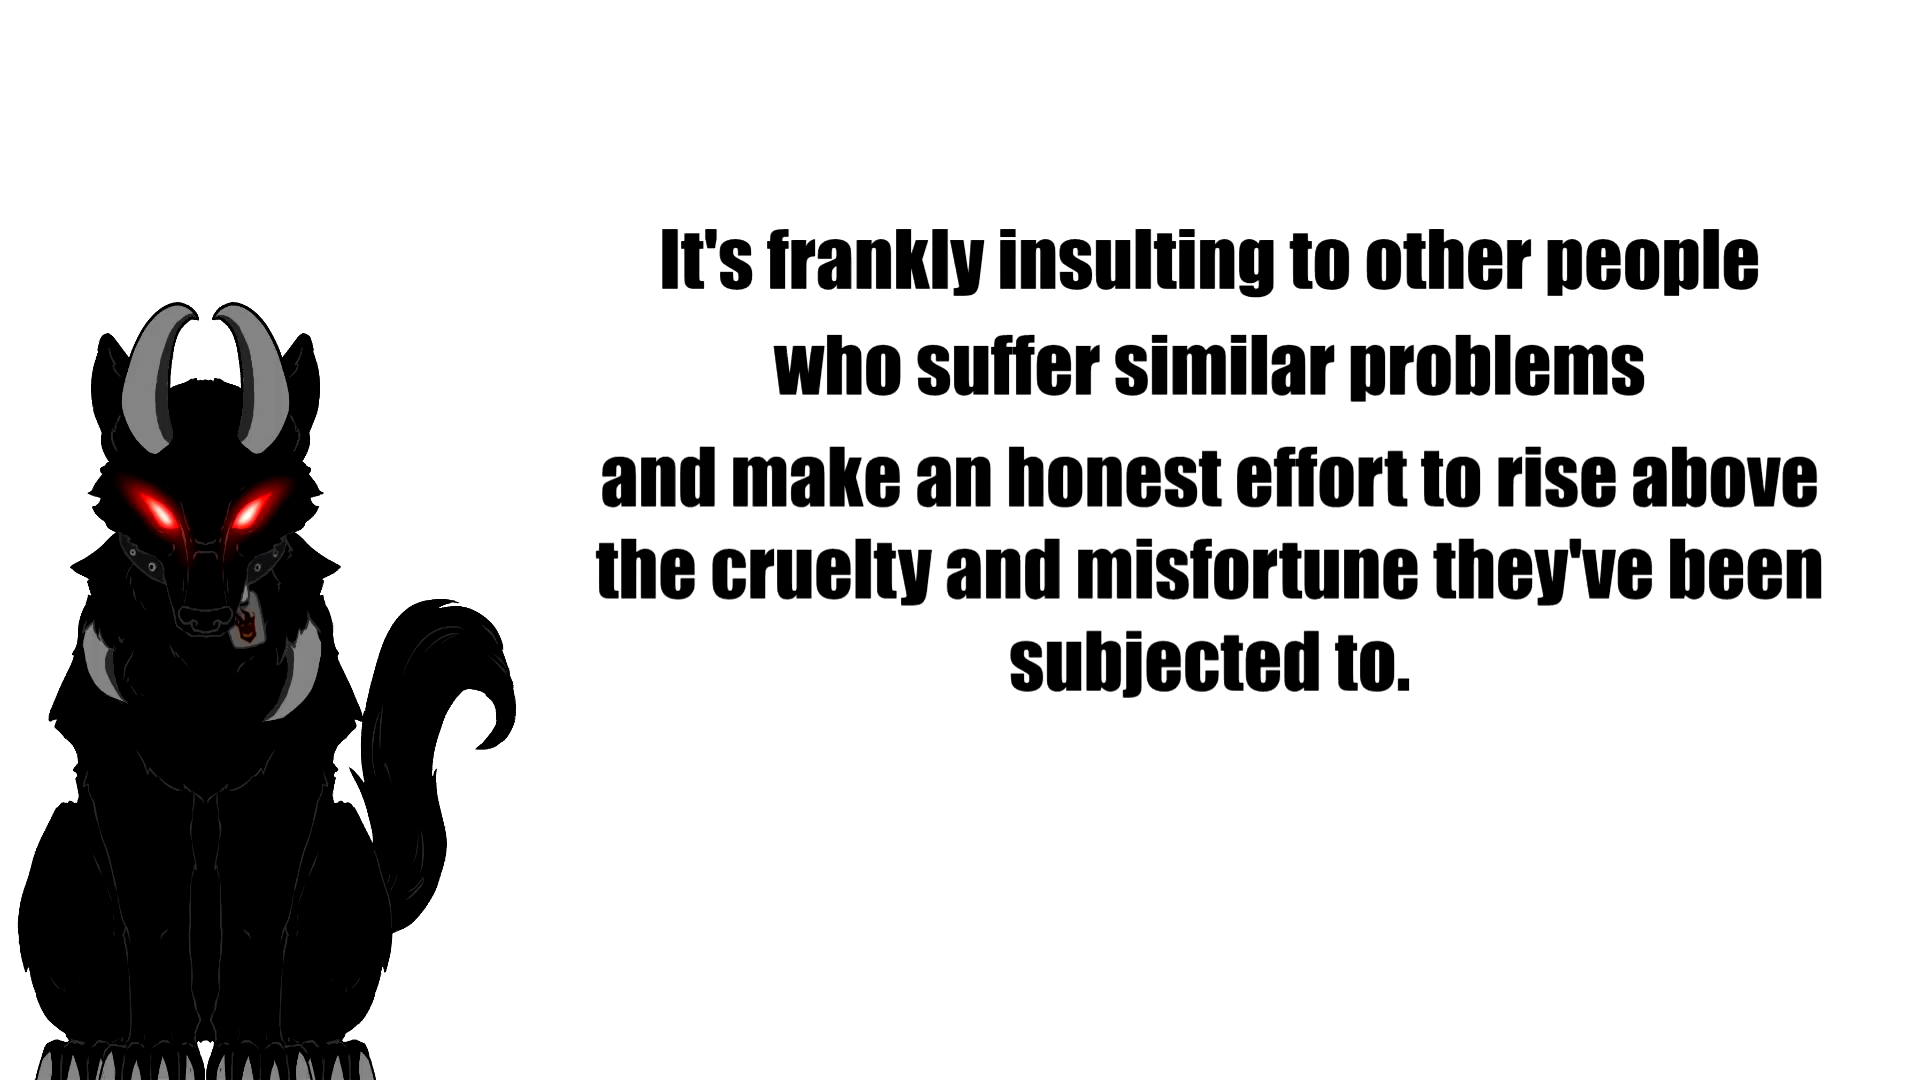 It's frankly insulting to other people
who suffer similar problems
and make an honest effort to rise above
the cruelty and misfortune they've been
subjected to.